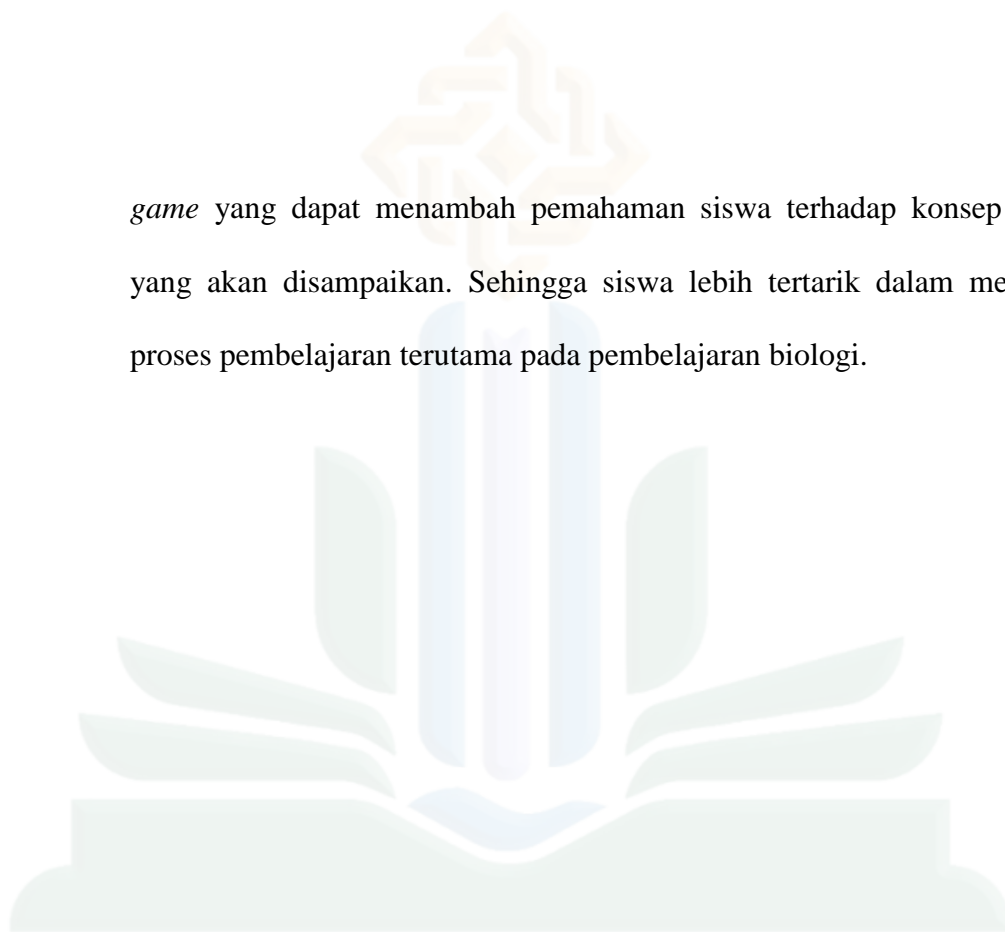 game yang dapat menambah pemahaman siswa terhadap konsep
yang akan disampaikan. Sehingga siswa lebih tertarik dalam me
proses pembelajaran terutama pada pembelajaran biologi.